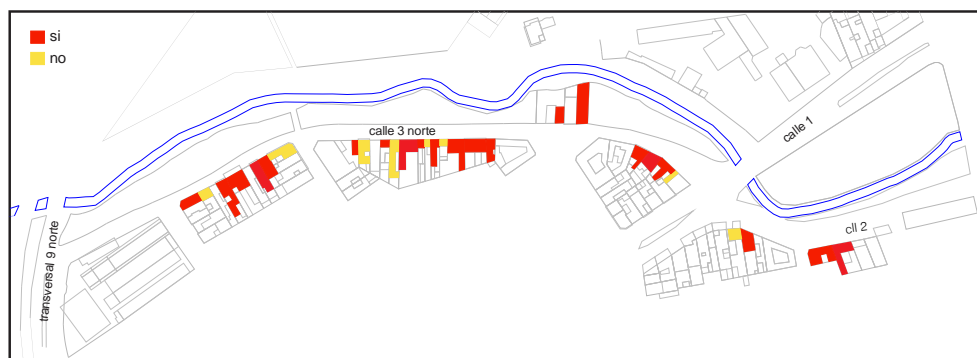 si
no
calle 3 norte
calle 1
cll 2
transversal 9 norte